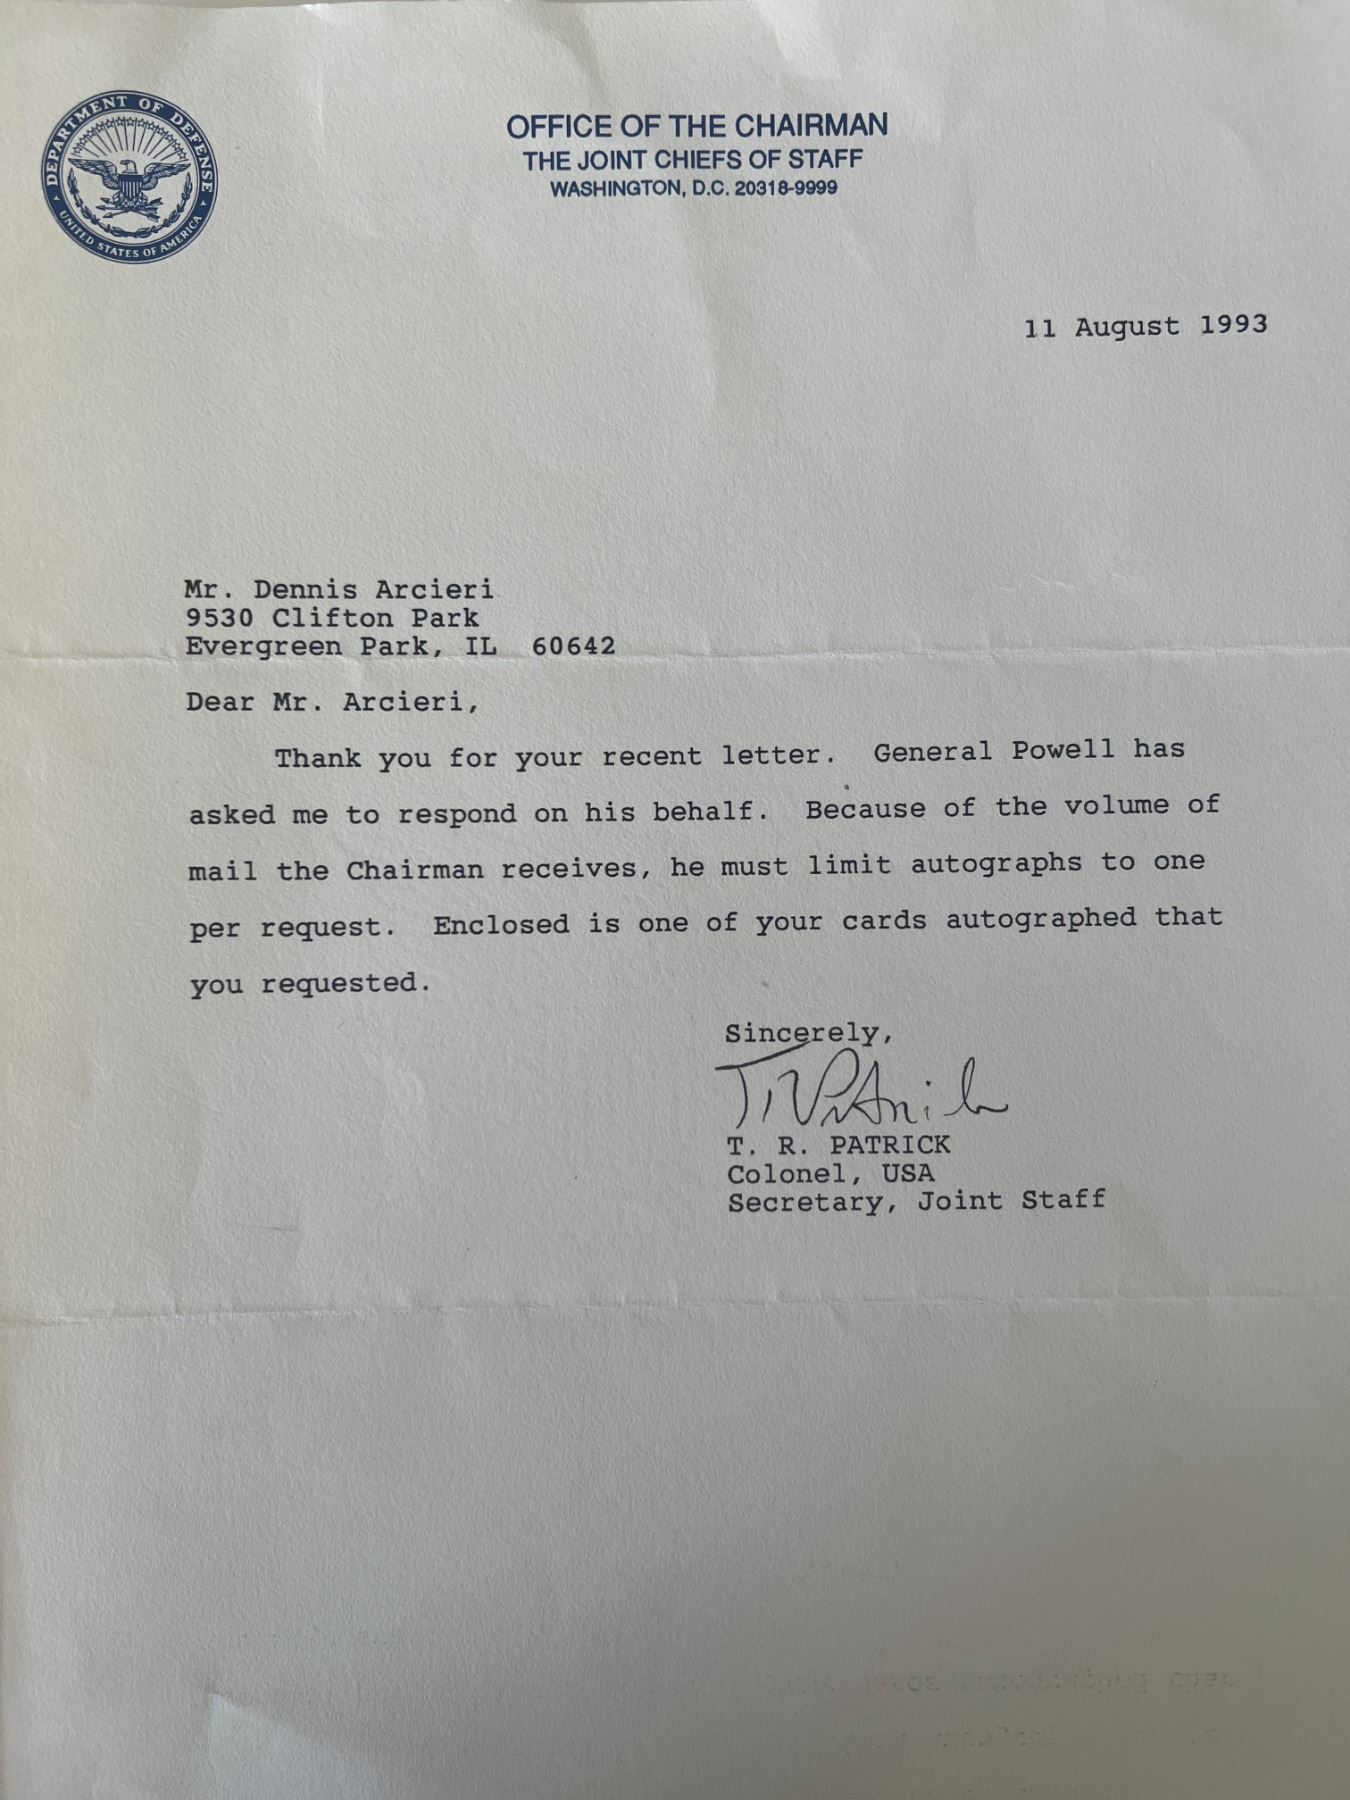 DEPARTMENT OF DEFENSE
UNITED STATES OF AMERICA
OFFICE OF THE CHAIRMAN
THE JOINT CHIEFS OF STAFF
WASHINGTON, D.C. 20318-9999
11 August 1993
Mr. Dennis Arcieri
9530 Clifton Park
Evergreen Park, IL  60642
Dear Mr. Arcieri,
Thank you for your recent letter.  General Powell has
asked me to respond on his behalf.  Because of the volume of
mail the Chairman receives, he must limit autographs to one
per request.  Enclosed is one of your cards autographed that
you requested.
Sincerely,
T. R. PATRICK
Colonel, USA
Secretary, Joint Staff